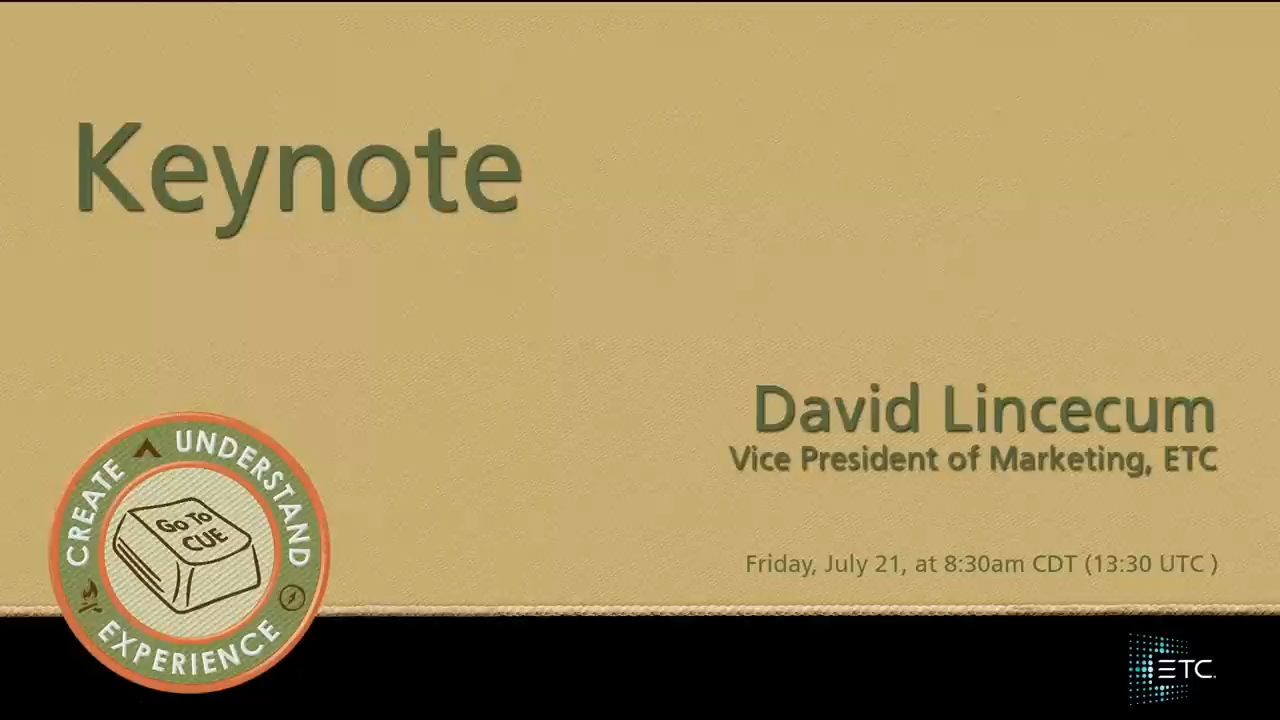 Keynote
David Lincecum
Vice President of Marketing, ETC
Friday, July 21, at 8:30am CDT (13:30 UTC )
CREATE UNDERSTAND
GO TO
CUE
EXPERIENCE
ETC